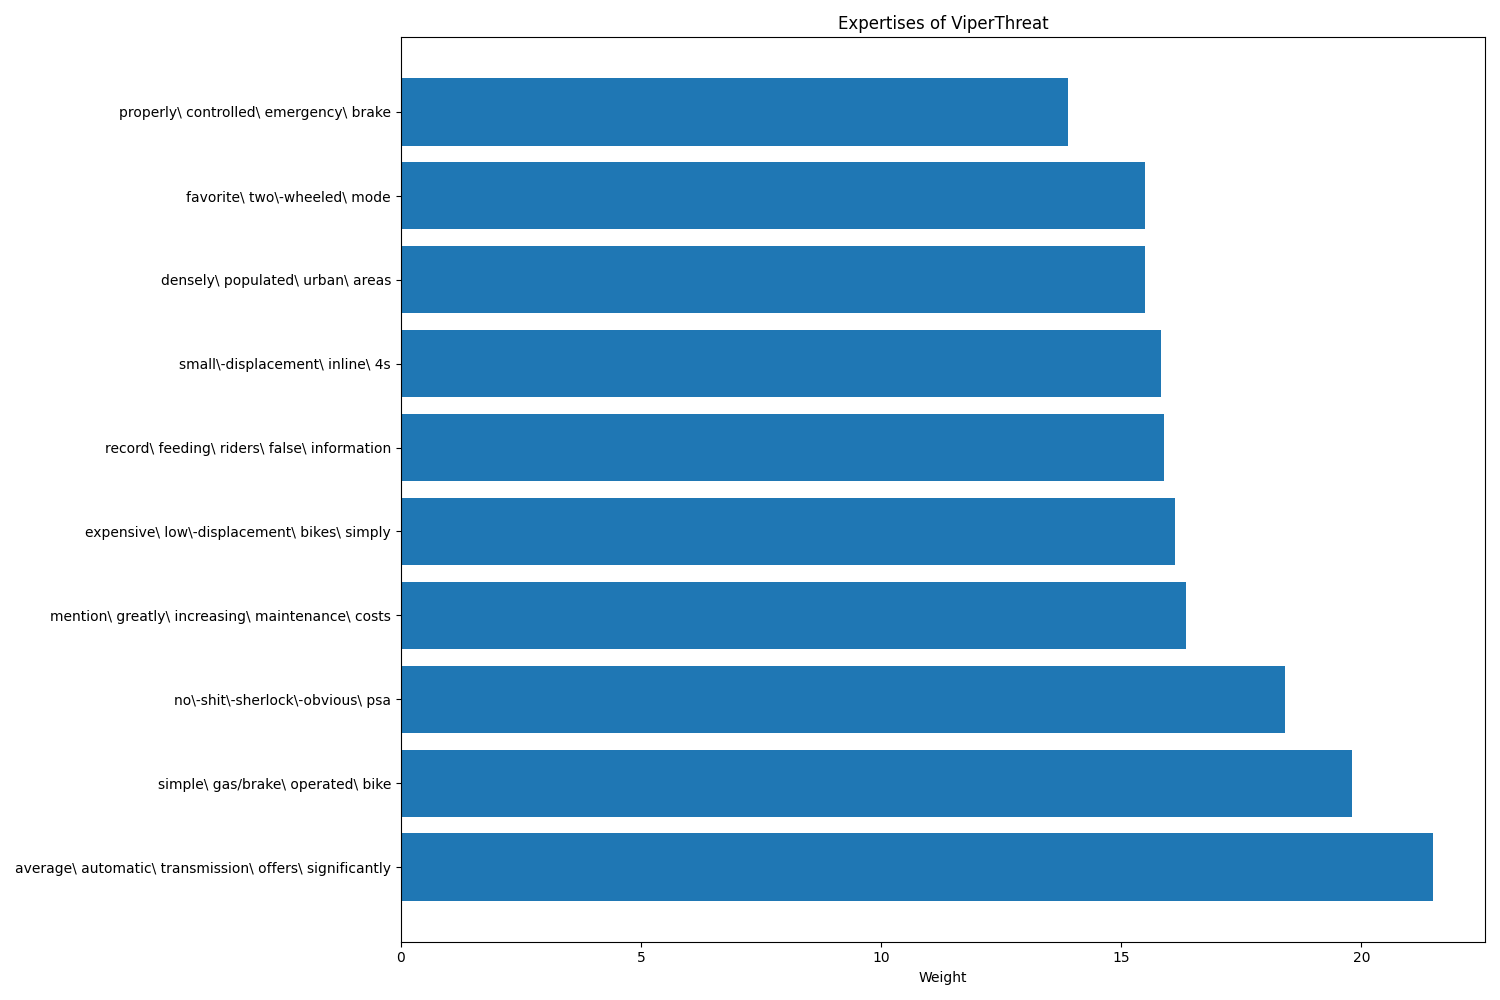 Expertises of ViperThreat
properly\ controlled\ emergency\ brake
favorite\ two\-wheeled\ mode
densely\ populated\ urban\ areas
small\-displacement\ inline\ 4s
record\ feeding\ riders\ false\ information
expensive\ low\-displacement\ bikes\ simply
mention\ greatly\ increasing\ maintenance\ costs
no\-shit\-sherlock\-obvious\ psa
simple\ gas/brake\ operated\ bike
average\ automatic\ transmission\ offers\ significantly
0 5 10 15 20
Weight